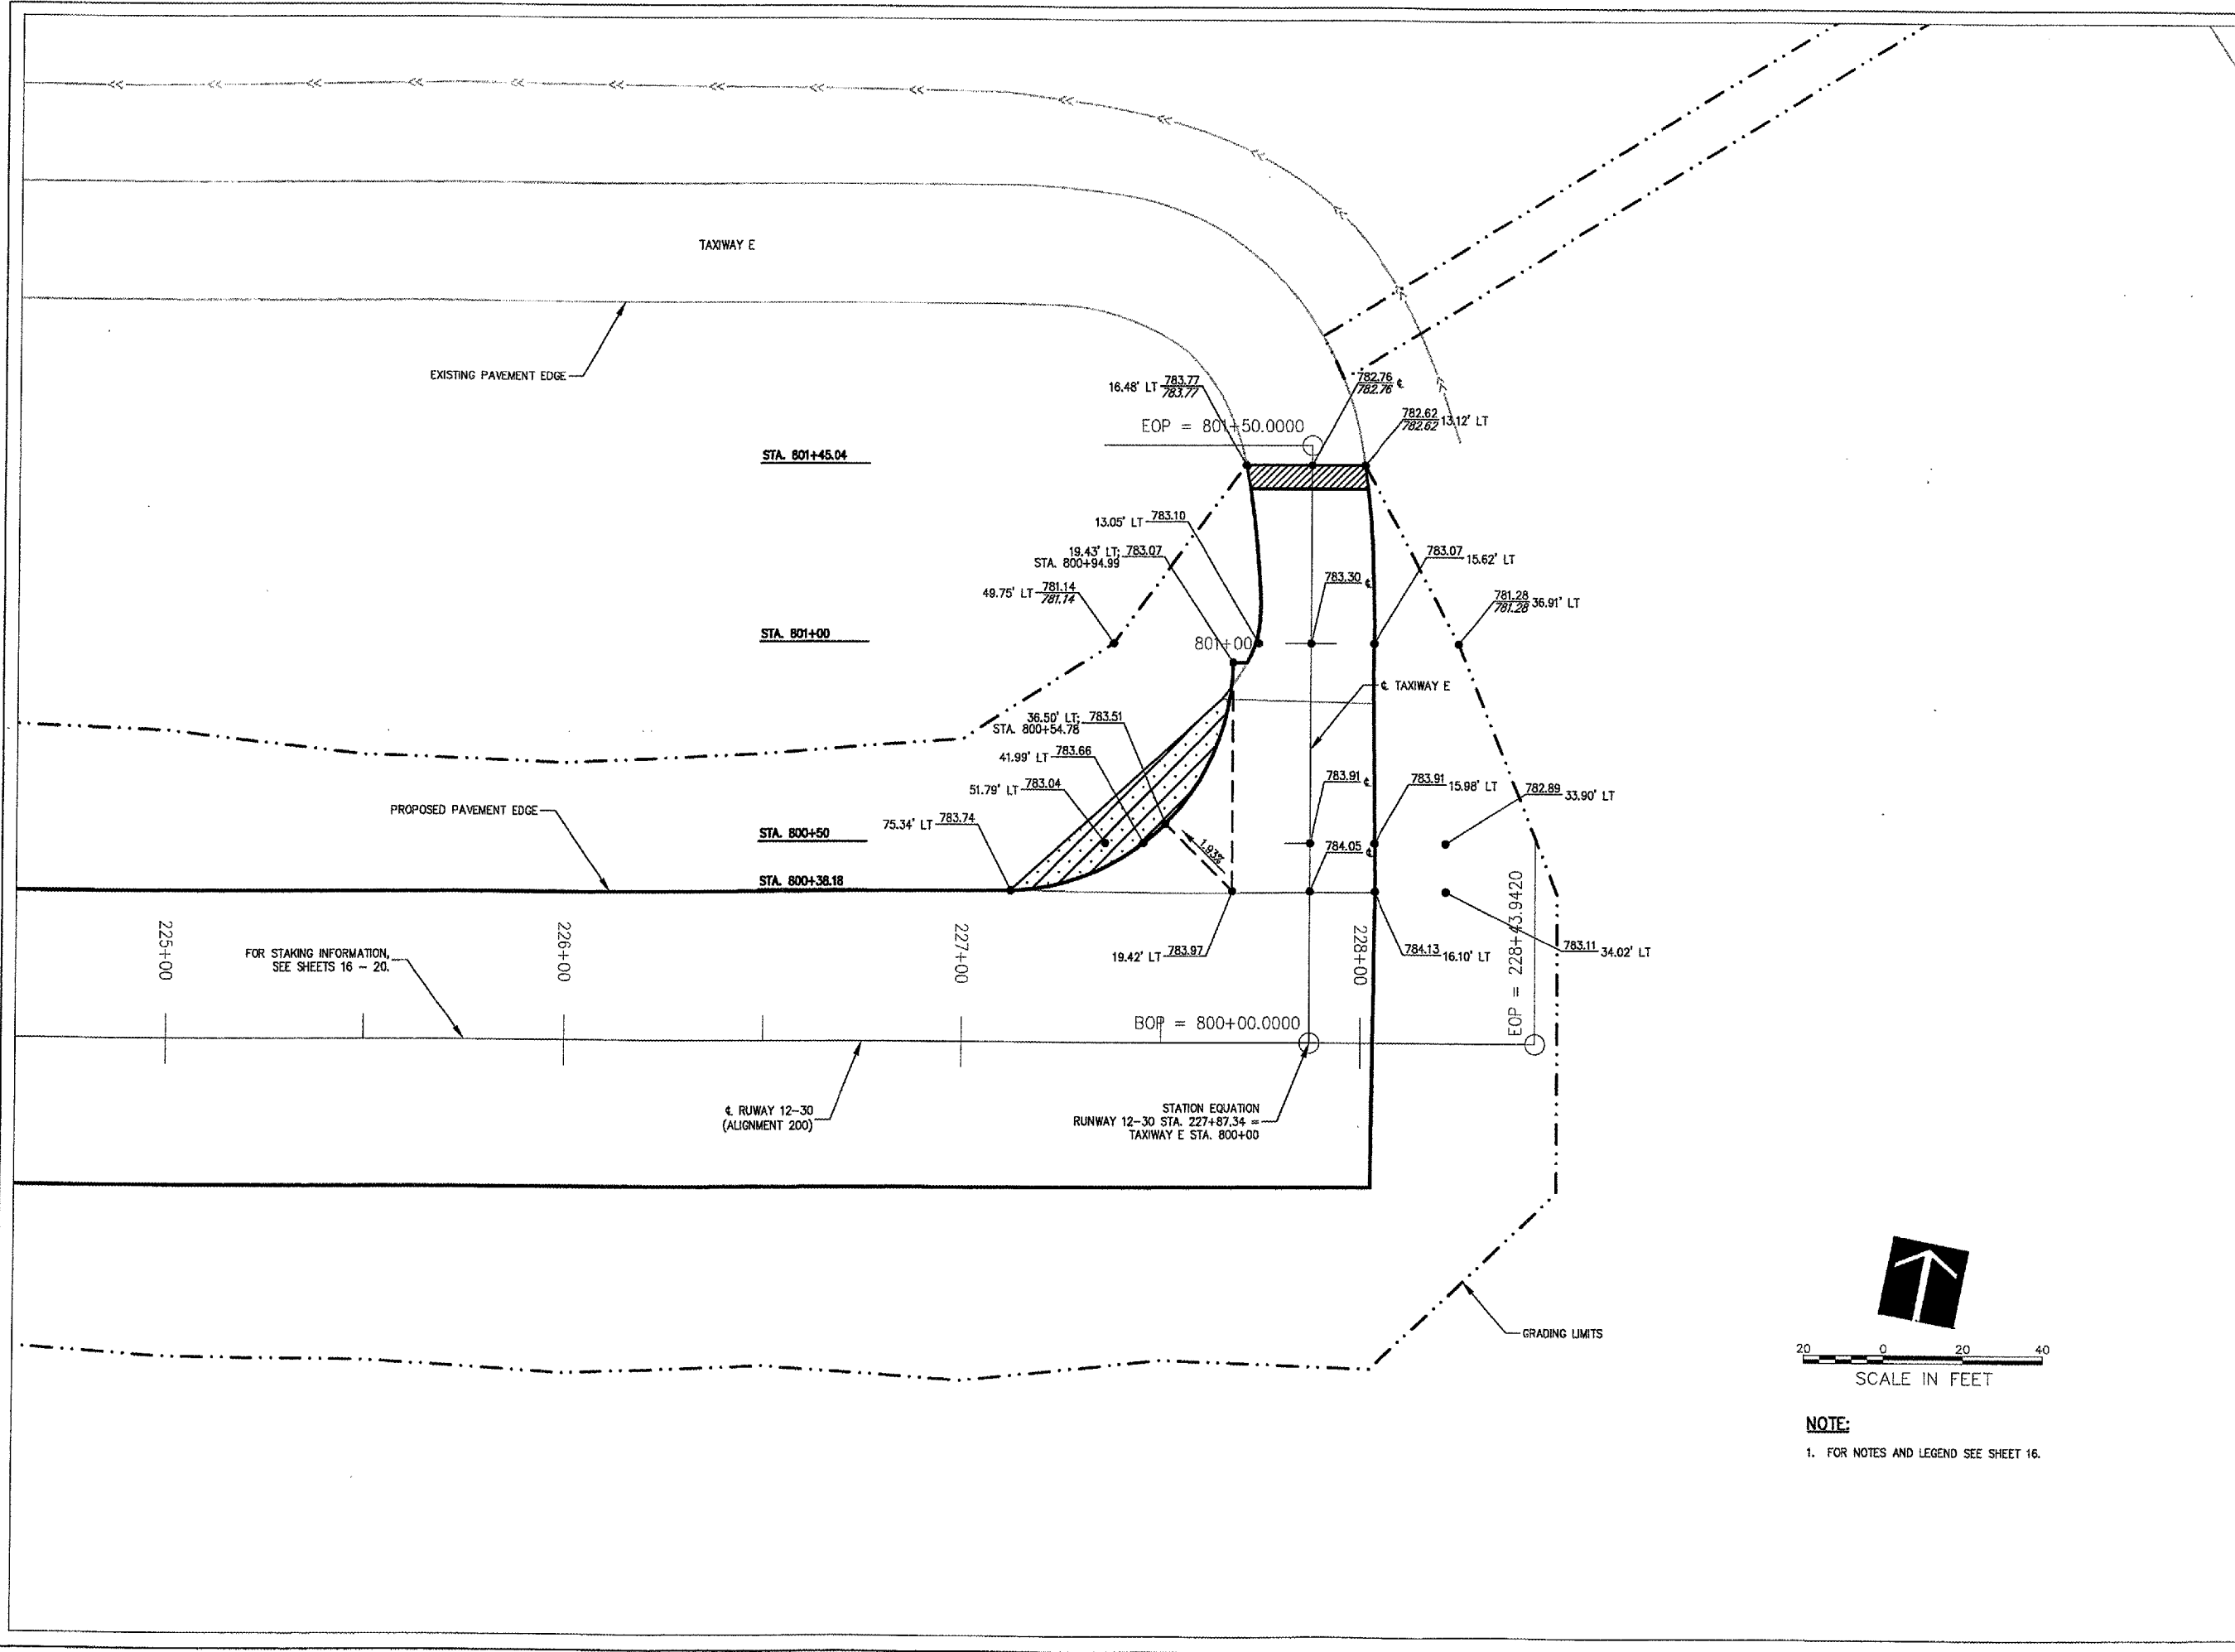 TAXIWAY E
EXISTING PAVEMENT EDGE
16.48' LT 783.77
783.77
782.76 ℄
782.76
782.62 13.12' LT
782.62
EOP = 801+50.0000
STA. 801+45.04
13.05' LT 783.10
19.43' LT; 783.07
STA. 800+94.99
783.07 15.62' LT
783.30 ℄
49.75' LT 781.14
781.14
781.28 36.91' LT
781.28
STA. 801+00
801+00
℄ TAXIWAY E
36.50' LT; 783.51
STA. 800+54.78
41.99' LT 783.66
51.79' LT 783.04
783.91 ℄
783.91 15.98' LT
782.89 33.90' LT
PROPOSED PAVEMENT EDGE
75.34' LT 783.74
STA. 800+50
1.93%
784.05 ℄
STA. 800+38.18
225+00
226+00
227+00
228+00
EOP = 228+43.9420
FOR STAKING INFORMATION,
SEE SHEETS 16 - 20.
19.42' LT 783.97
784.13 16.10' LT
783.11 34.02' LT
BOP = 800+00.0000
℄ RUWAY 12-30
(ALIGNMENT 200)
STATION EQUATION
RUNWAY 12-30 STA. 227+87.34 =
TAXIWAY E STA. 800+00
GRADING LIMITS
20 0 20 40
SCALE IN FEET
NOTE:
1. FOR NOTES AND LEGEND SEE SHEET 16.